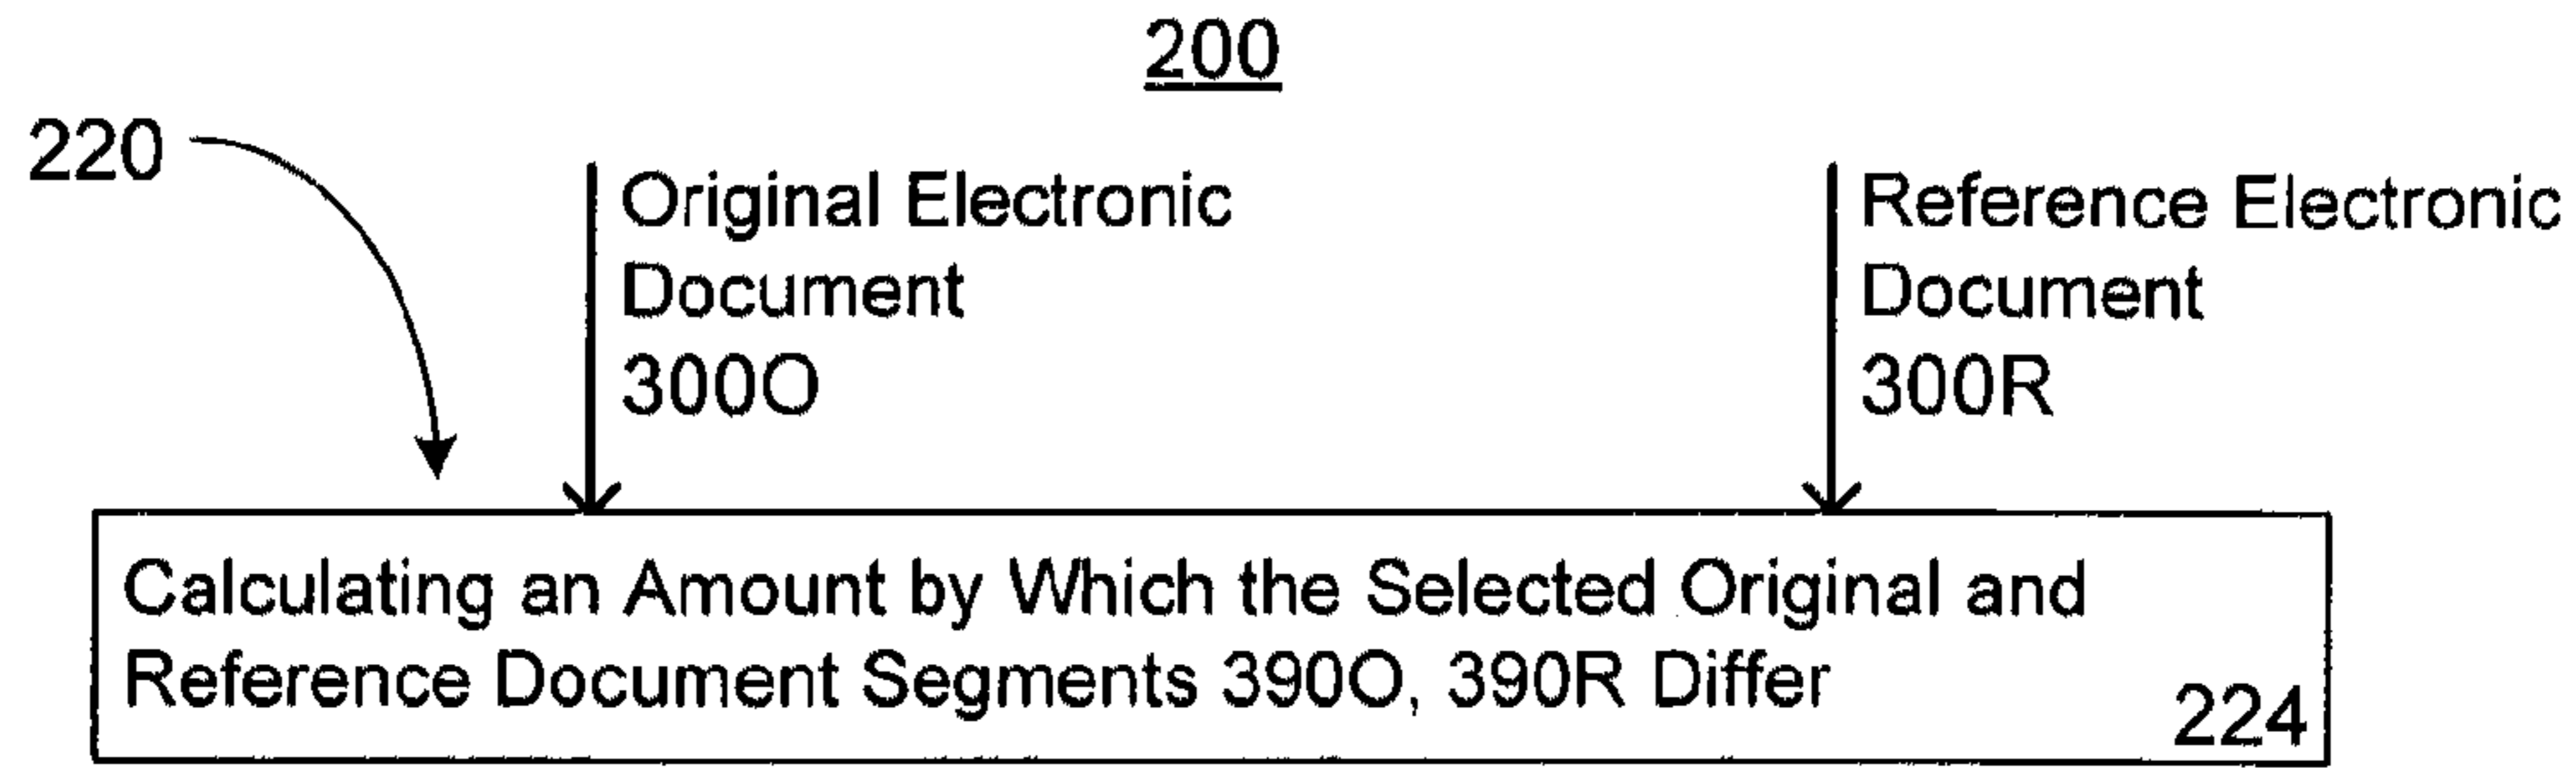 200
220
Original Electronic
Document
300O
Reference Electronic
Document
300R
Calculating an Amount by Which the Selected Original and
Reference Document Segments 390O, 390R Differ
224